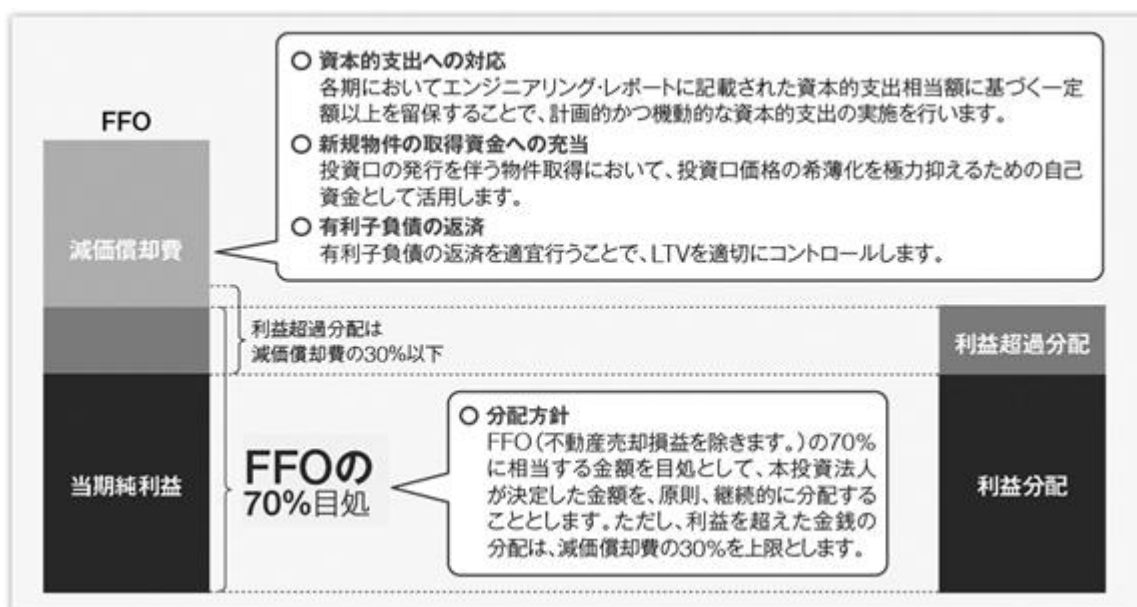 FFO
減価償却費
当期純利益
○ 資本的支出への対応
各期においてエンジニアリング・レポートに記載された資本的支出相当額に基づく一定
額以上を留保することで、計画的かつ機動的な資本的支出の実施を行います。
○ 新規物件の取得資金への充当
投資口の発行を伴う物件取得において、投資口価格の希薄化を極力抑えるための自己
資金として活用します。
○ 有利子負債の返済
有利子負債の返済を適宜行うことで、LTVを適切にコントロールします。
利益超過分配は
減価償却費の30%以下
利益超過分配
FFOの
70%目処
○ 分配方針
FFO(不動産売却損益を除きます。)の70%
に相当する金額を目処として、本投資法人
が決定した金額を、原則、継続的に分配する
こととします。ただし、利益を超えた金銭の
分配は、減価償却費の30%を上限とします。
利益分配